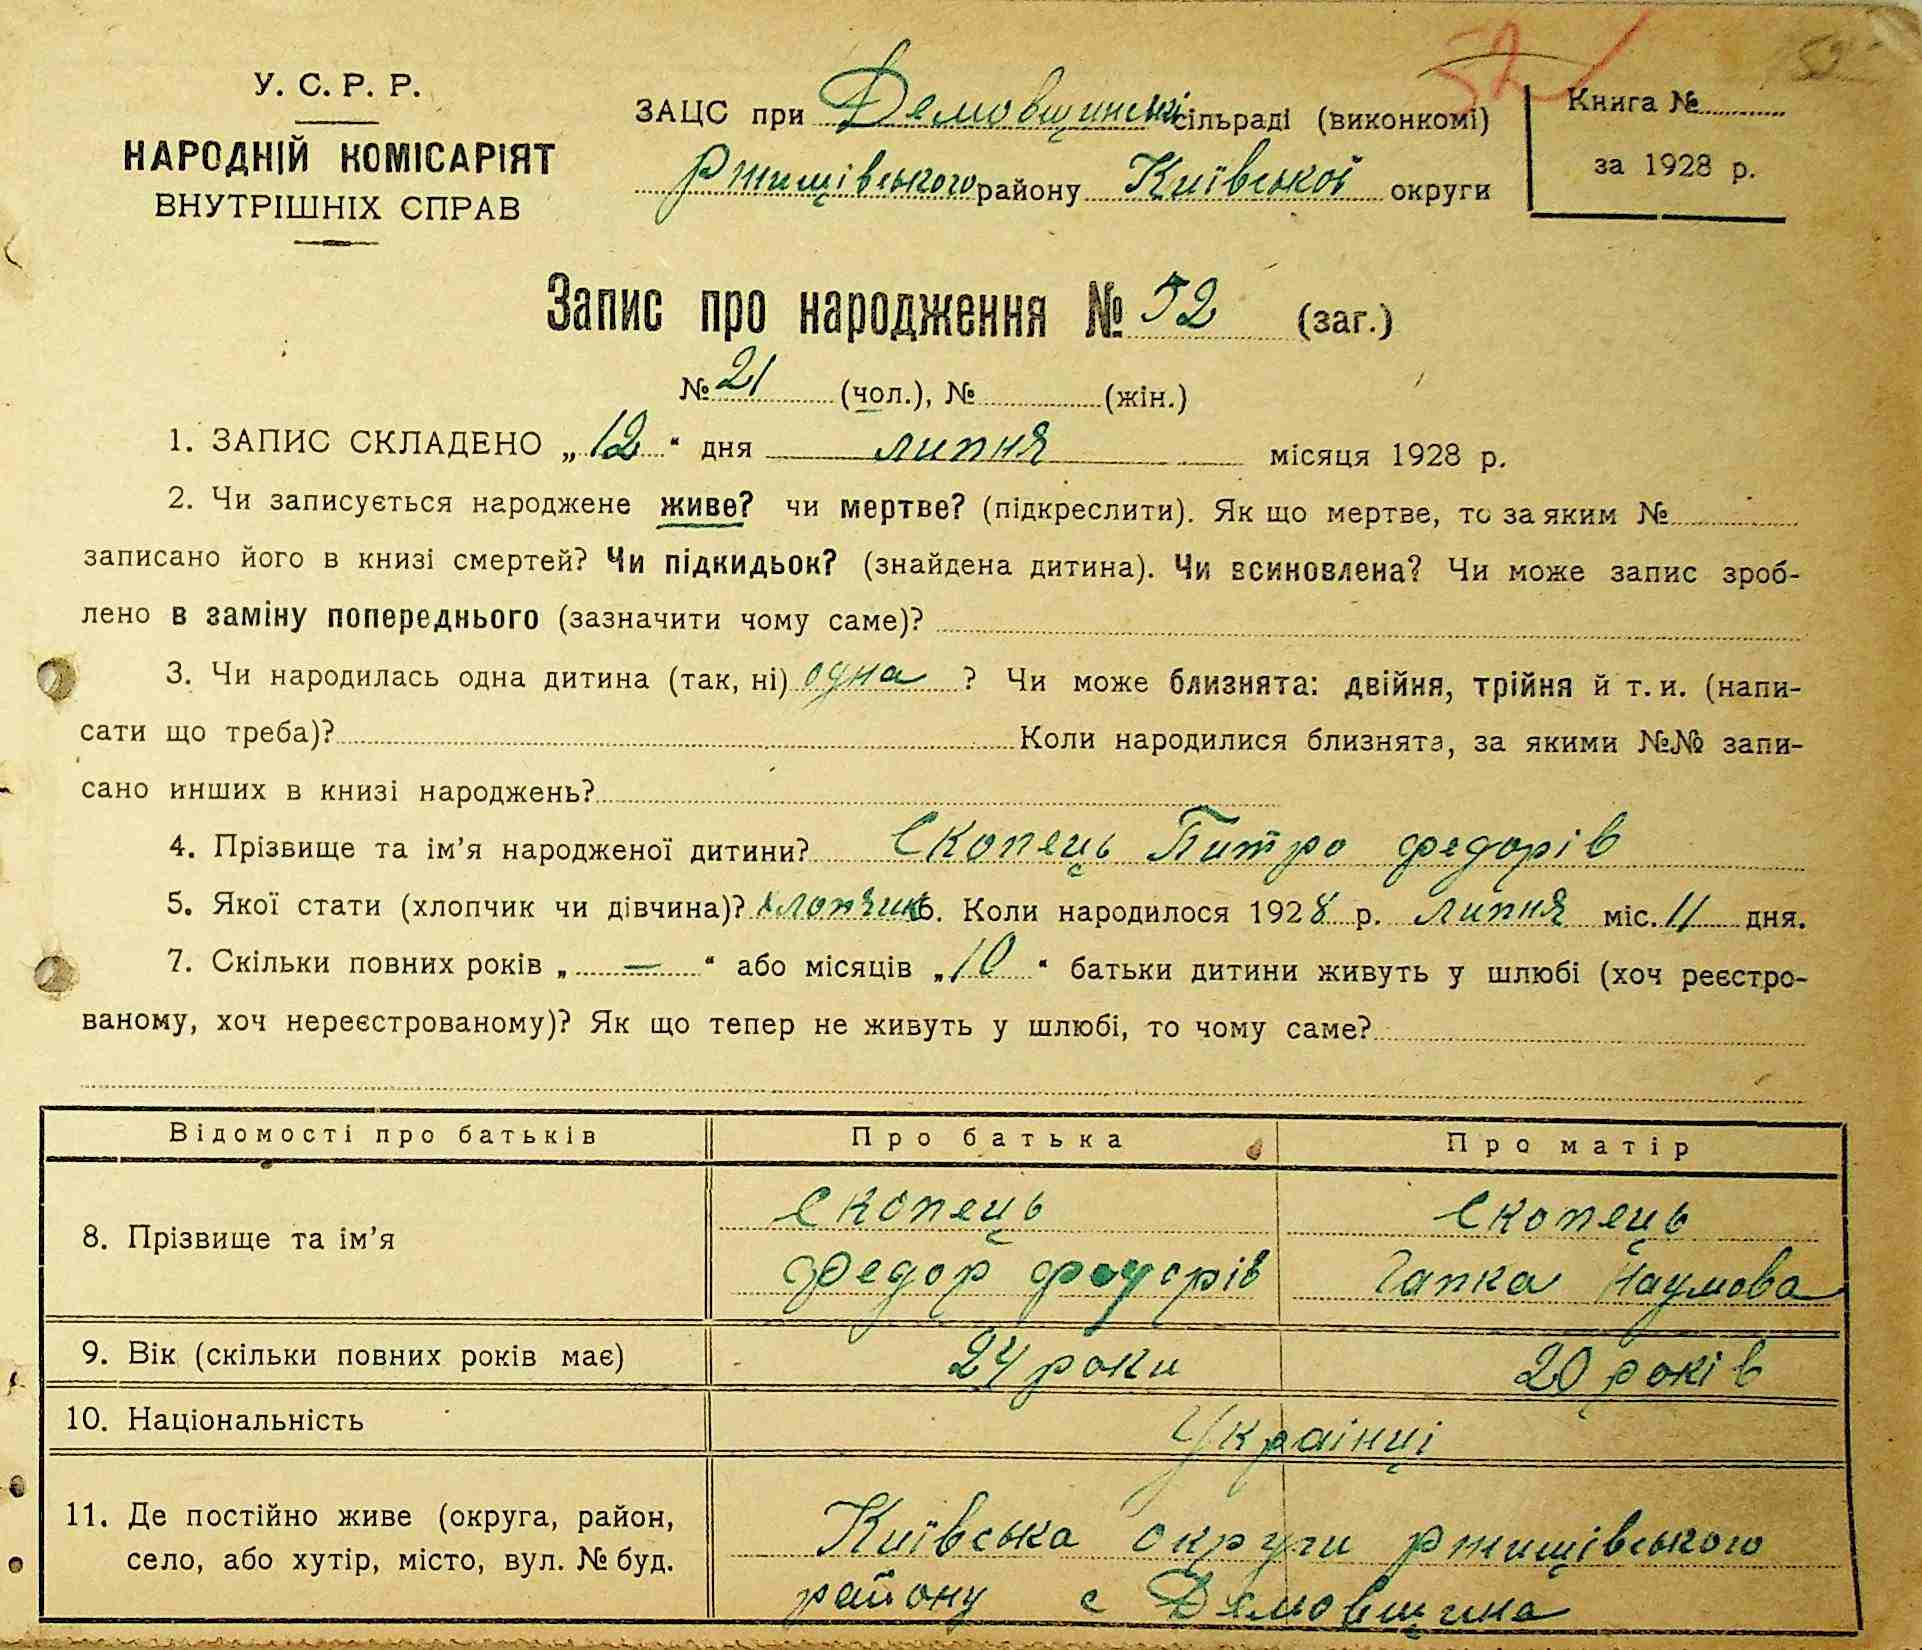 52
52
У. С. Р. Р.
НАРОДНІЙ КОМІСАРІЯТ
ВНУТРІШНІХ СПРАВ
ЗАЦС при Демовщинські сільраді (виконкомі)
Ржищівського району Київської округи
Книга №
за 1928 р.
Запис про народження № 52 (заг.)
№ 21 (чол.), № (жін.)
1. ЗАПИС СКЛАДЕНО „12“ дня липня місяця 1928 р.
2. Чи записується народжене живе? чи мертве? (підкреслити). Як що мертве, то за яким №
записано його в книзі смертей? Чи підкидьок? (знайдена дитина). Чи всиновлена? Чи може запис зроб-
лено в заміну попереднього (зазначити чому саме)?
3. Чи народилась одна дитина (так, ні) одна ? Чи може близнята: двійня, трійня й т. и. (напи-
сати що треба)? Коли народилися близнята, за якими №№ запи-
сано инших в книзі народжень?
4. Прізвище та ім’я народженої дитини? Скопець Питро федорів
5. Якої стати (хлопчик чи дівчина)? хлопчик 6. Коли народилося 1928 р. липня міс. 11 дня.
7. Скільки повних років „ — “ або місяців „10“ батьки дитини живуть у шлюбі (хоч реєстро-
ваному, хоч нереєстрованому)? Як що тепер не живуть у шлюбі, то чому саме?
Відомості про батьків Про батька Про матір
8. Прізвище та ім’я
Скопець Скопець
Федор федорів Гапка Наумова
9. Вік (скільки повних років має) 24 роки 20 років
10. Національність Українці
11. Де постійно живе (округа, район,
село, або хутір, місто, вул. № буд.
Київська округи ржищівського
району с Демовщина